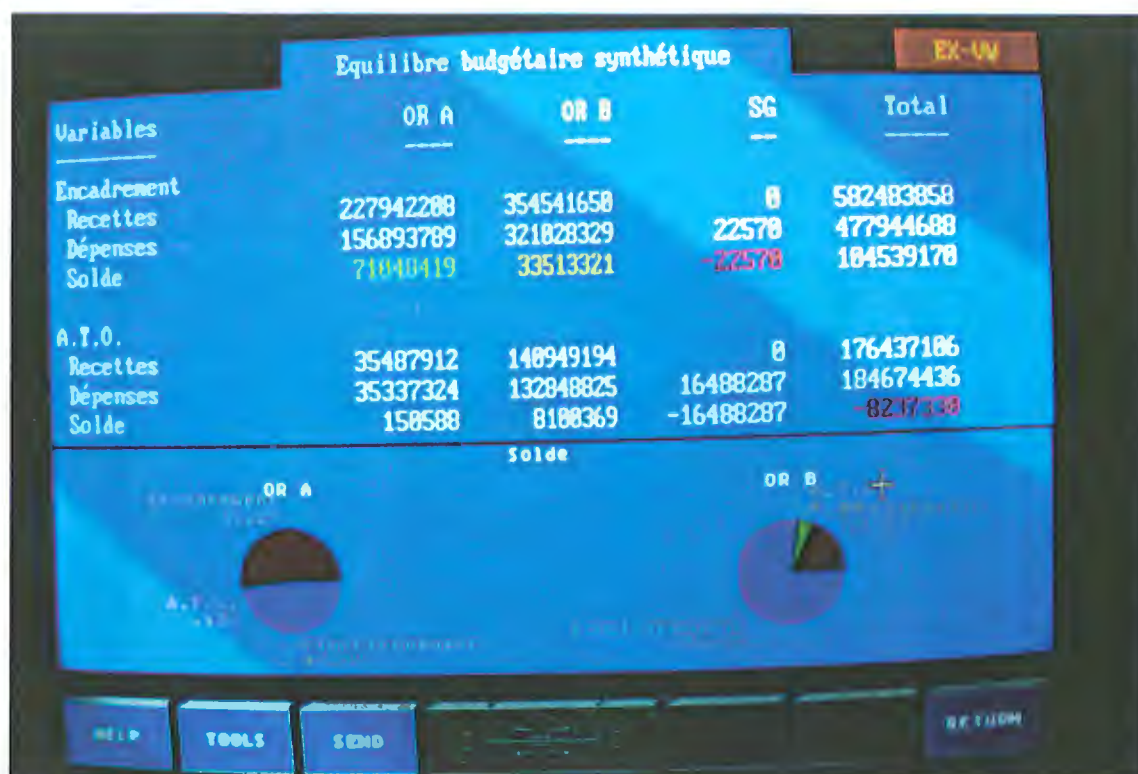 Equilibre budgétaire synthétique
EX-VW
Variables OR A OR B SG Total
Encadrement
Recettes 227942208 354541650 0 582483858
Dépenses 156893789 321028329 22570 477944688
Solde 71048419 33513321 -22570 104539170
A.T.O.
Recettes 35487912 140949194 0 176437106
Dépenses 35337324 132848825 16488287 184674436
Solde 150588 8100369 -16488287 -8237330
Solde
OR A OR B
HELP TOOLS SEND RETURN